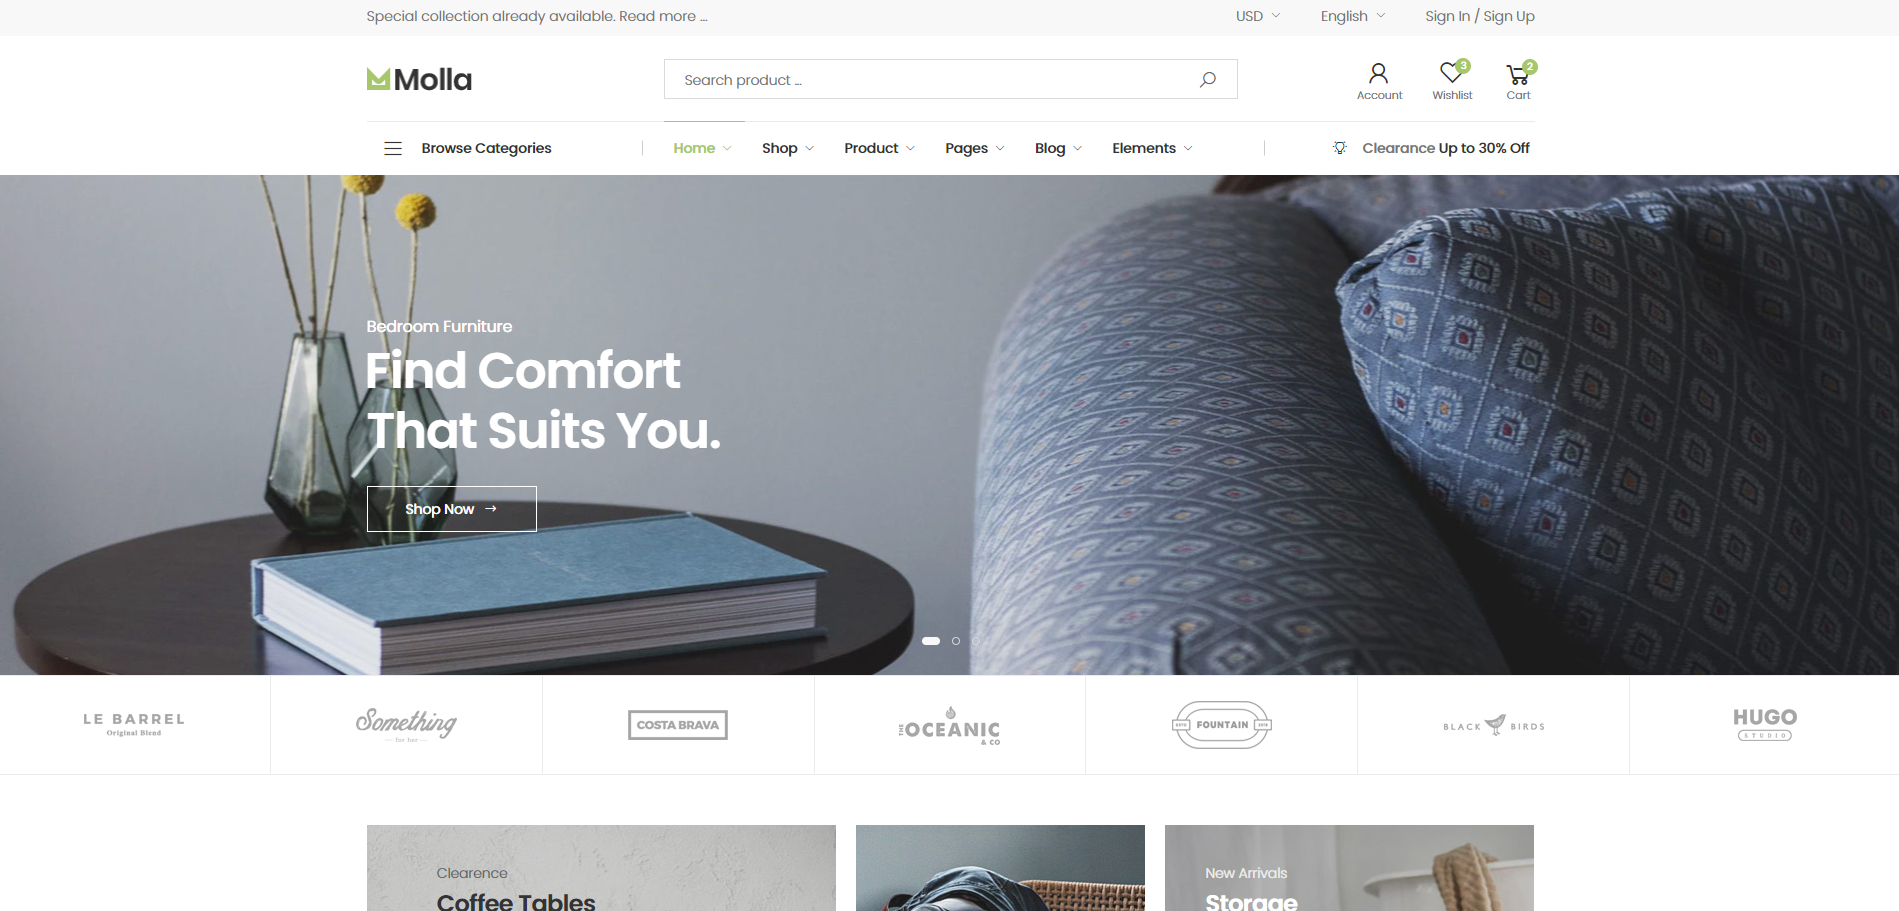 Special collection already available. Read more ...
USD
English
Sign In / Sign Up
Molla
Search product ...
Account
3
Wishlist
2
Cart
Browse Categories
Home
Shop
Product
Pages
Blog
Elements
Clearance Up to 30% Off
Bedroom Furniture
Find Comfort
That Suits You.
Shop Now →
LE BARREL
Original Blend
Something
for her
COSTA BRAVA
THE OCEANIC
& CO
FOUNTAIN
BLACK BIRDS
HUGO
STUDIO
Clearence
Coffee Tables
New Arrivals
Storage